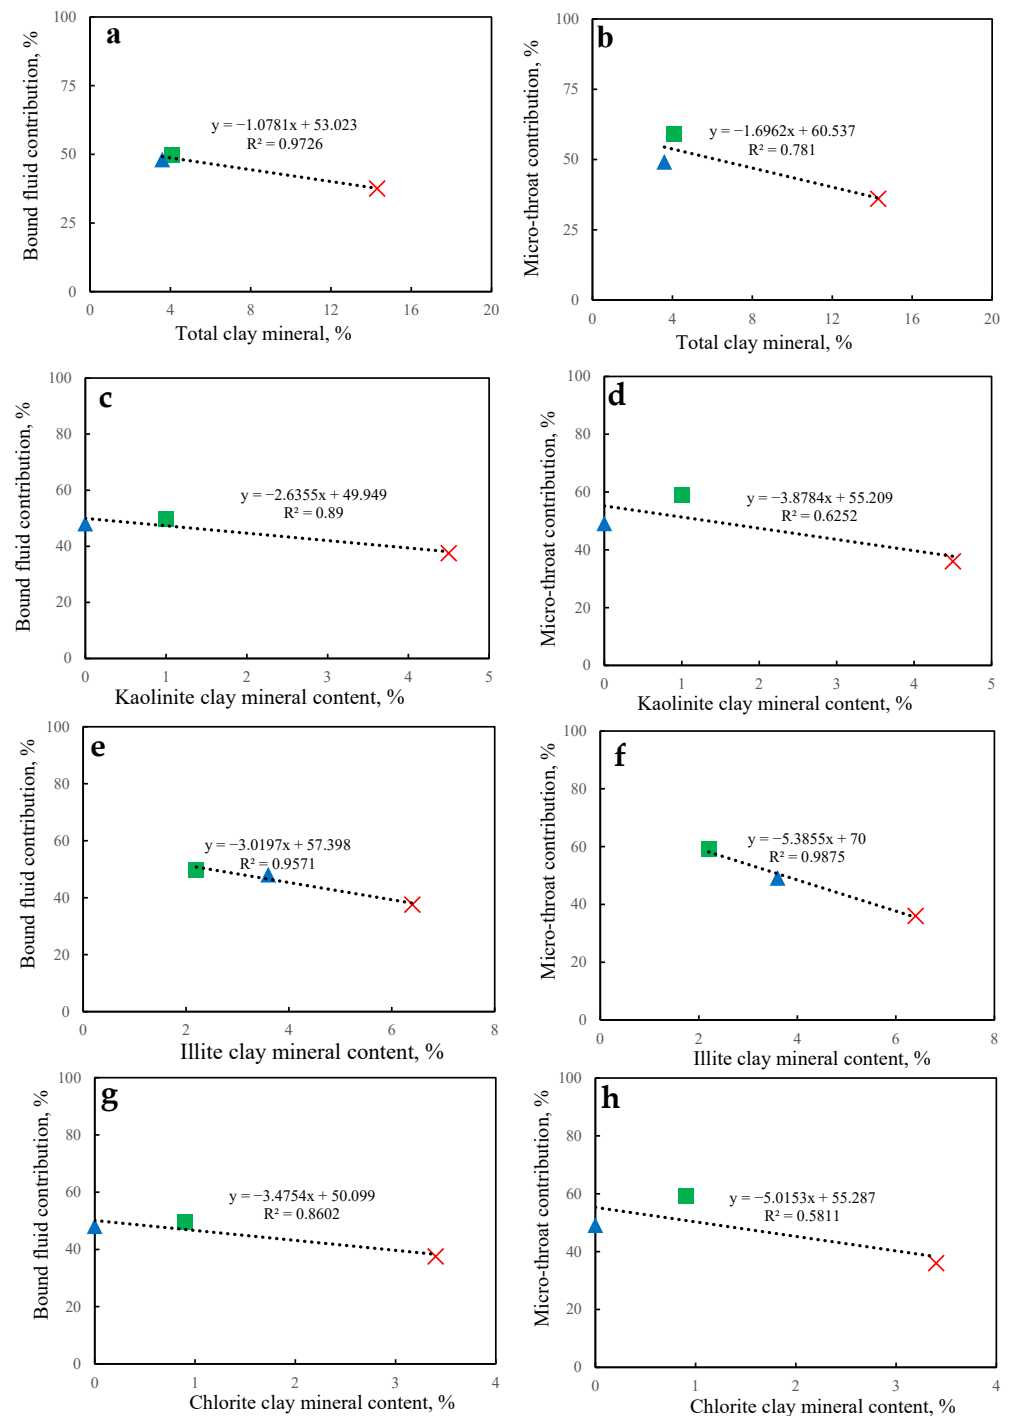 a
Bound fluid contribution, %
100
75
50
25
0
y = −1.0781x + 53.023
R² = 0.9726
0 4 8 12 16 20
Total clay mineral, %
b
Micro-throat contribution, %
100
75
50
25
0
y = −1.6962x + 60.537
R² = 0.781
0 4 8 12 16 20
Total clay mineral, %
c
Bound fluid contribution, %
100
80
60
40
20
0
y = −2.6355x + 49.949
R² = 0.89
0 1 2 3 4 5
Kaolinite clay mineral content, %
d
Micro-throat contribution, %
100
80
60
40
20
0
y = −3.8784x + 55.209
R² = 0.6252
0 1 2 3 4 5
Kaolinite clay mineral content, %
e
Bound fluid contribution, %
100
80
60
40
20
0
y = −3.0197x + 57.398
R² = 0.9571
0 2 4 6 8
Illite clay mineral content, %
f
Micro-throat contribution, %
100
80
60
40
20
0
y = −5.3855x + 70
R² = 0.9875
0 2 4 6 8
Illite clay mineral content, %
g
Bound fluid contribution, %
100
80
60
40
20
0
y = −3.4754x + 50.099
R² = 0.8602
0 1 2 3 4
Chlorite clay mineral content, %
h
Micro-throat contribution, %
100
80
60
40
20
0
y = −5.0153x + 55.287
R² = 0.5811
0 1 2 3 4
Chlorite clay mineral content, %